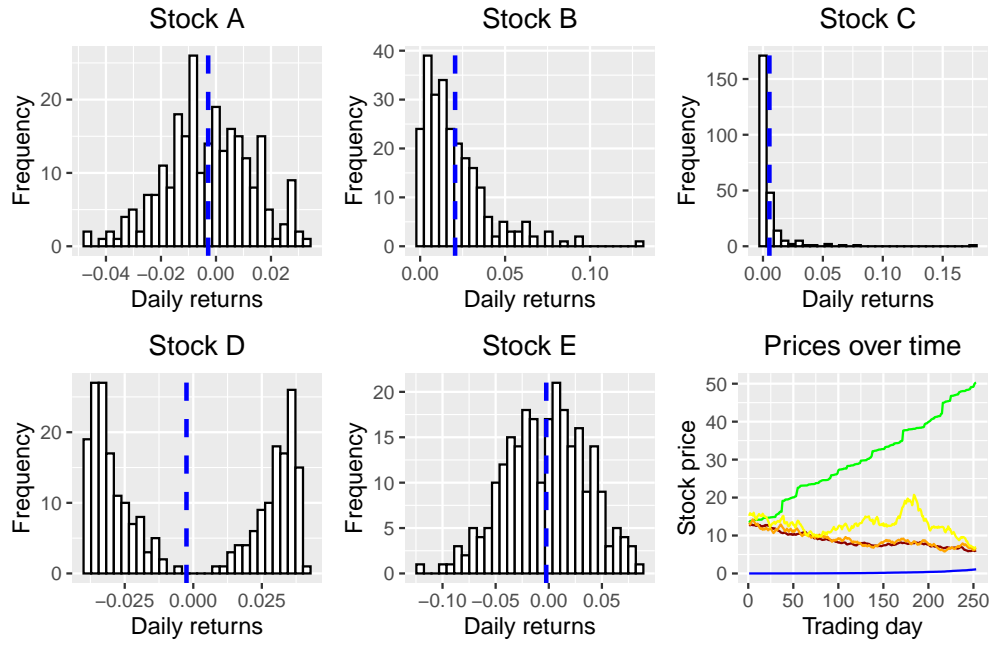 Stock A
Stock B
Stock C
Frequency
20
10
0
−0.04 −0.02 0.00 0.02
Daily returns
Frequency
40
30
20
10
0
0.00 0.05 0.10
Daily returns
Frequency
150
100
50
0
0.00 0.05 0.10 0.15
Daily returns
Stock D
Stock E
Prices over time
Frequency
20
10
0
−0.025 0.000 0.025
Daily returns
Frequency
20
15
10
5
0
−0.10 −0.05 0.00 0.05
Daily returns
Stock price
50
40
30
20
10
0
0 50 100 150 200 250
Trading day